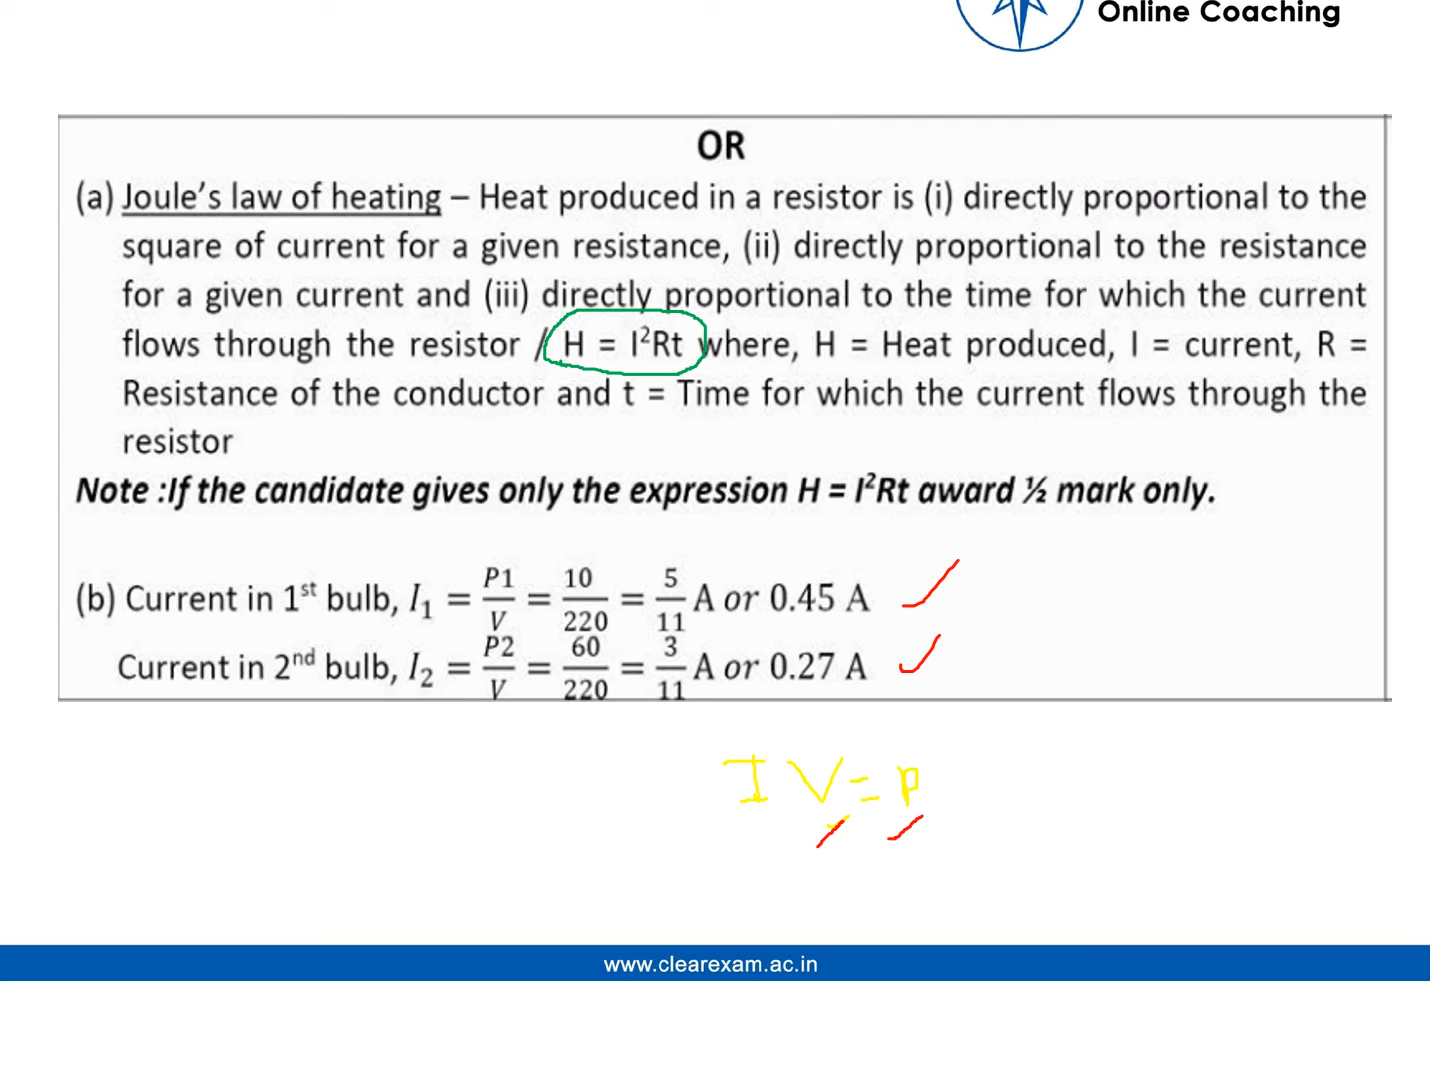 Online Coaching
OR
(a) Joule's law of heating – Heat produced in a resistor is (i) directly proportional to the
square of current for a given resistance, (ii) directly proportional to the resistance
for a given current and (iii) directly proportional to the time for which the current
flows through the resistor / H = I²Rt where, H = Heat produced, I = current, R =
Resistance of the conductor and t = Time for which the current flows through the
resistor
Note :If the candidate gives only the expression H = I²Rt award ½ mark only.
(b) Current in 1st bulb, I₁ = P1/V = 10/220 = 5/11 A or 0.45 A
Current in 2nd bulb, I₂ = P2/V = 60/220 = 3/11 A or 0.27 A
I V = P
www.clearexam.ac.in